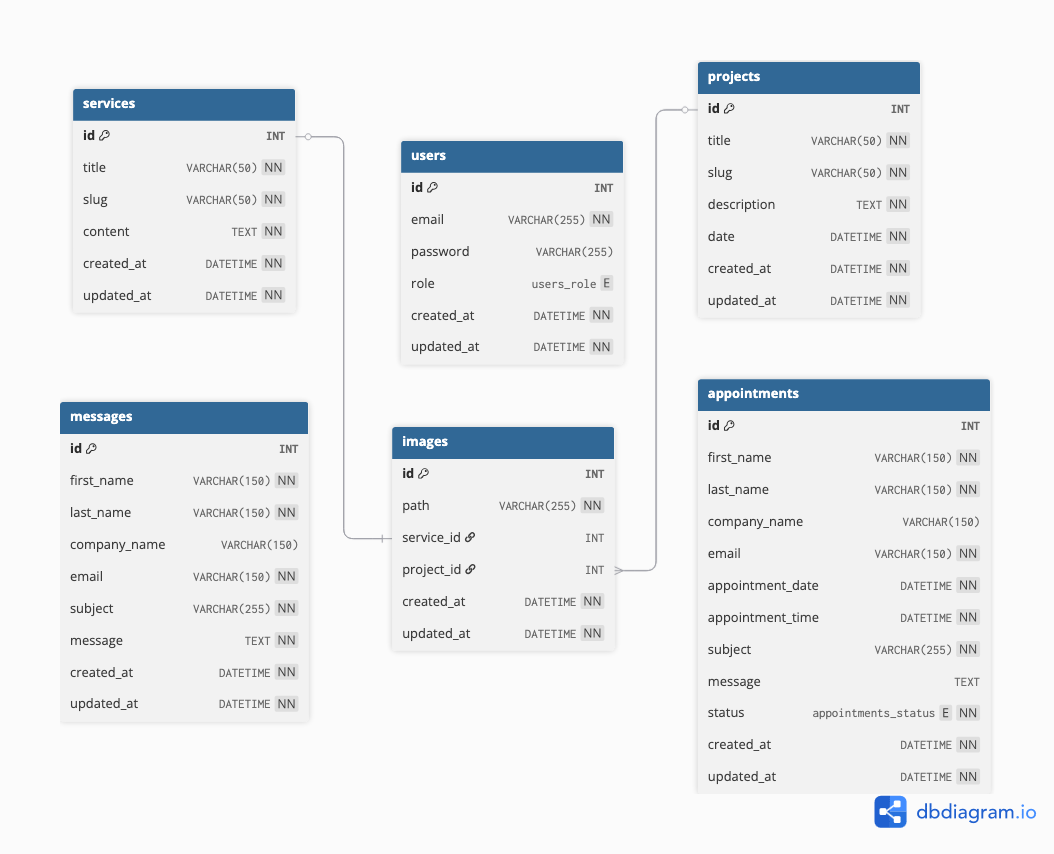 services
id INT
title VARCHAR(50) NN
slug VARCHAR(50) NN
content TEXT NN
created_at DATETIME NN
updated_at DATETIME NN
users
id INT
email VARCHAR(255) NN
password VARCHAR(255)
role users_role E
created_at DATETIME NN
updated_at DATETIME NN
projects
id INT
title VARCHAR(50) NN
slug VARCHAR(50) NN
description TEXT NN
date DATETIME NN
created_at DATETIME NN
updated_at DATETIME NN
messages
id INT
first_name VARCHAR(150) NN
last_name VARCHAR(150) NN
company_name VARCHAR(150)
email VARCHAR(150) NN
subject VARCHAR(255) NN
message TEXT NN
created_at DATETIME NN
updated_at DATETIME NN
images
id INT
path VARCHAR(255) NN
service_id INT
project_id INT
created_at DATETIME NN
updated_at DATETIME NN
appointments
id INT
first_name VARCHAR(150) NN
last_name VARCHAR(150) NN
company_name VARCHAR(150)
email VARCHAR(150) NN
appointment_date DATETIME NN
appointment_time DATETIME NN
subject VARCHAR(255) NN
message TEXT
status appointments_status E NN
created_at DATETIME NN
updated_at DATETIME NN
dbdiagram.io